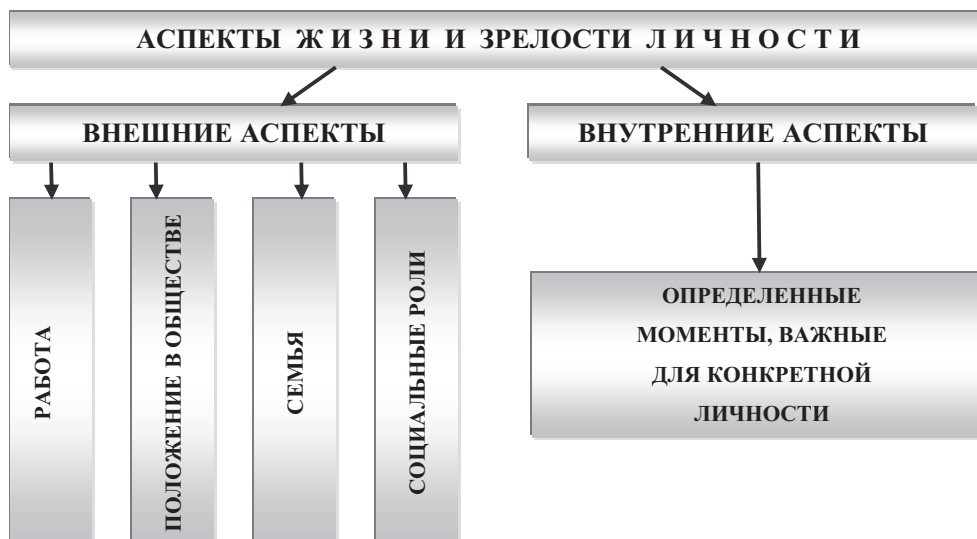 АСПЕКТЫ Ж И З Н И И ЗРЕЛОСТИ Л И Ч Н О С Т И
ВНЕШНИЕ АСПЕКТЫ
ВНУТРЕННИЕ АСПЕКТЫ
РАБОТА
ПОЛОЖЕНИЕ В ОБЩЕСТВЕ
СЕМЬЯ
СОЦИАЛЬНЫЕ РОЛИ
ОПРЕДЕЛЕННЫЕ
МОМЕНТЫ, ВАЖНЫЕ
ДЛЯ КОНКРЕТНОЙ
ЛИЧНОСТИ